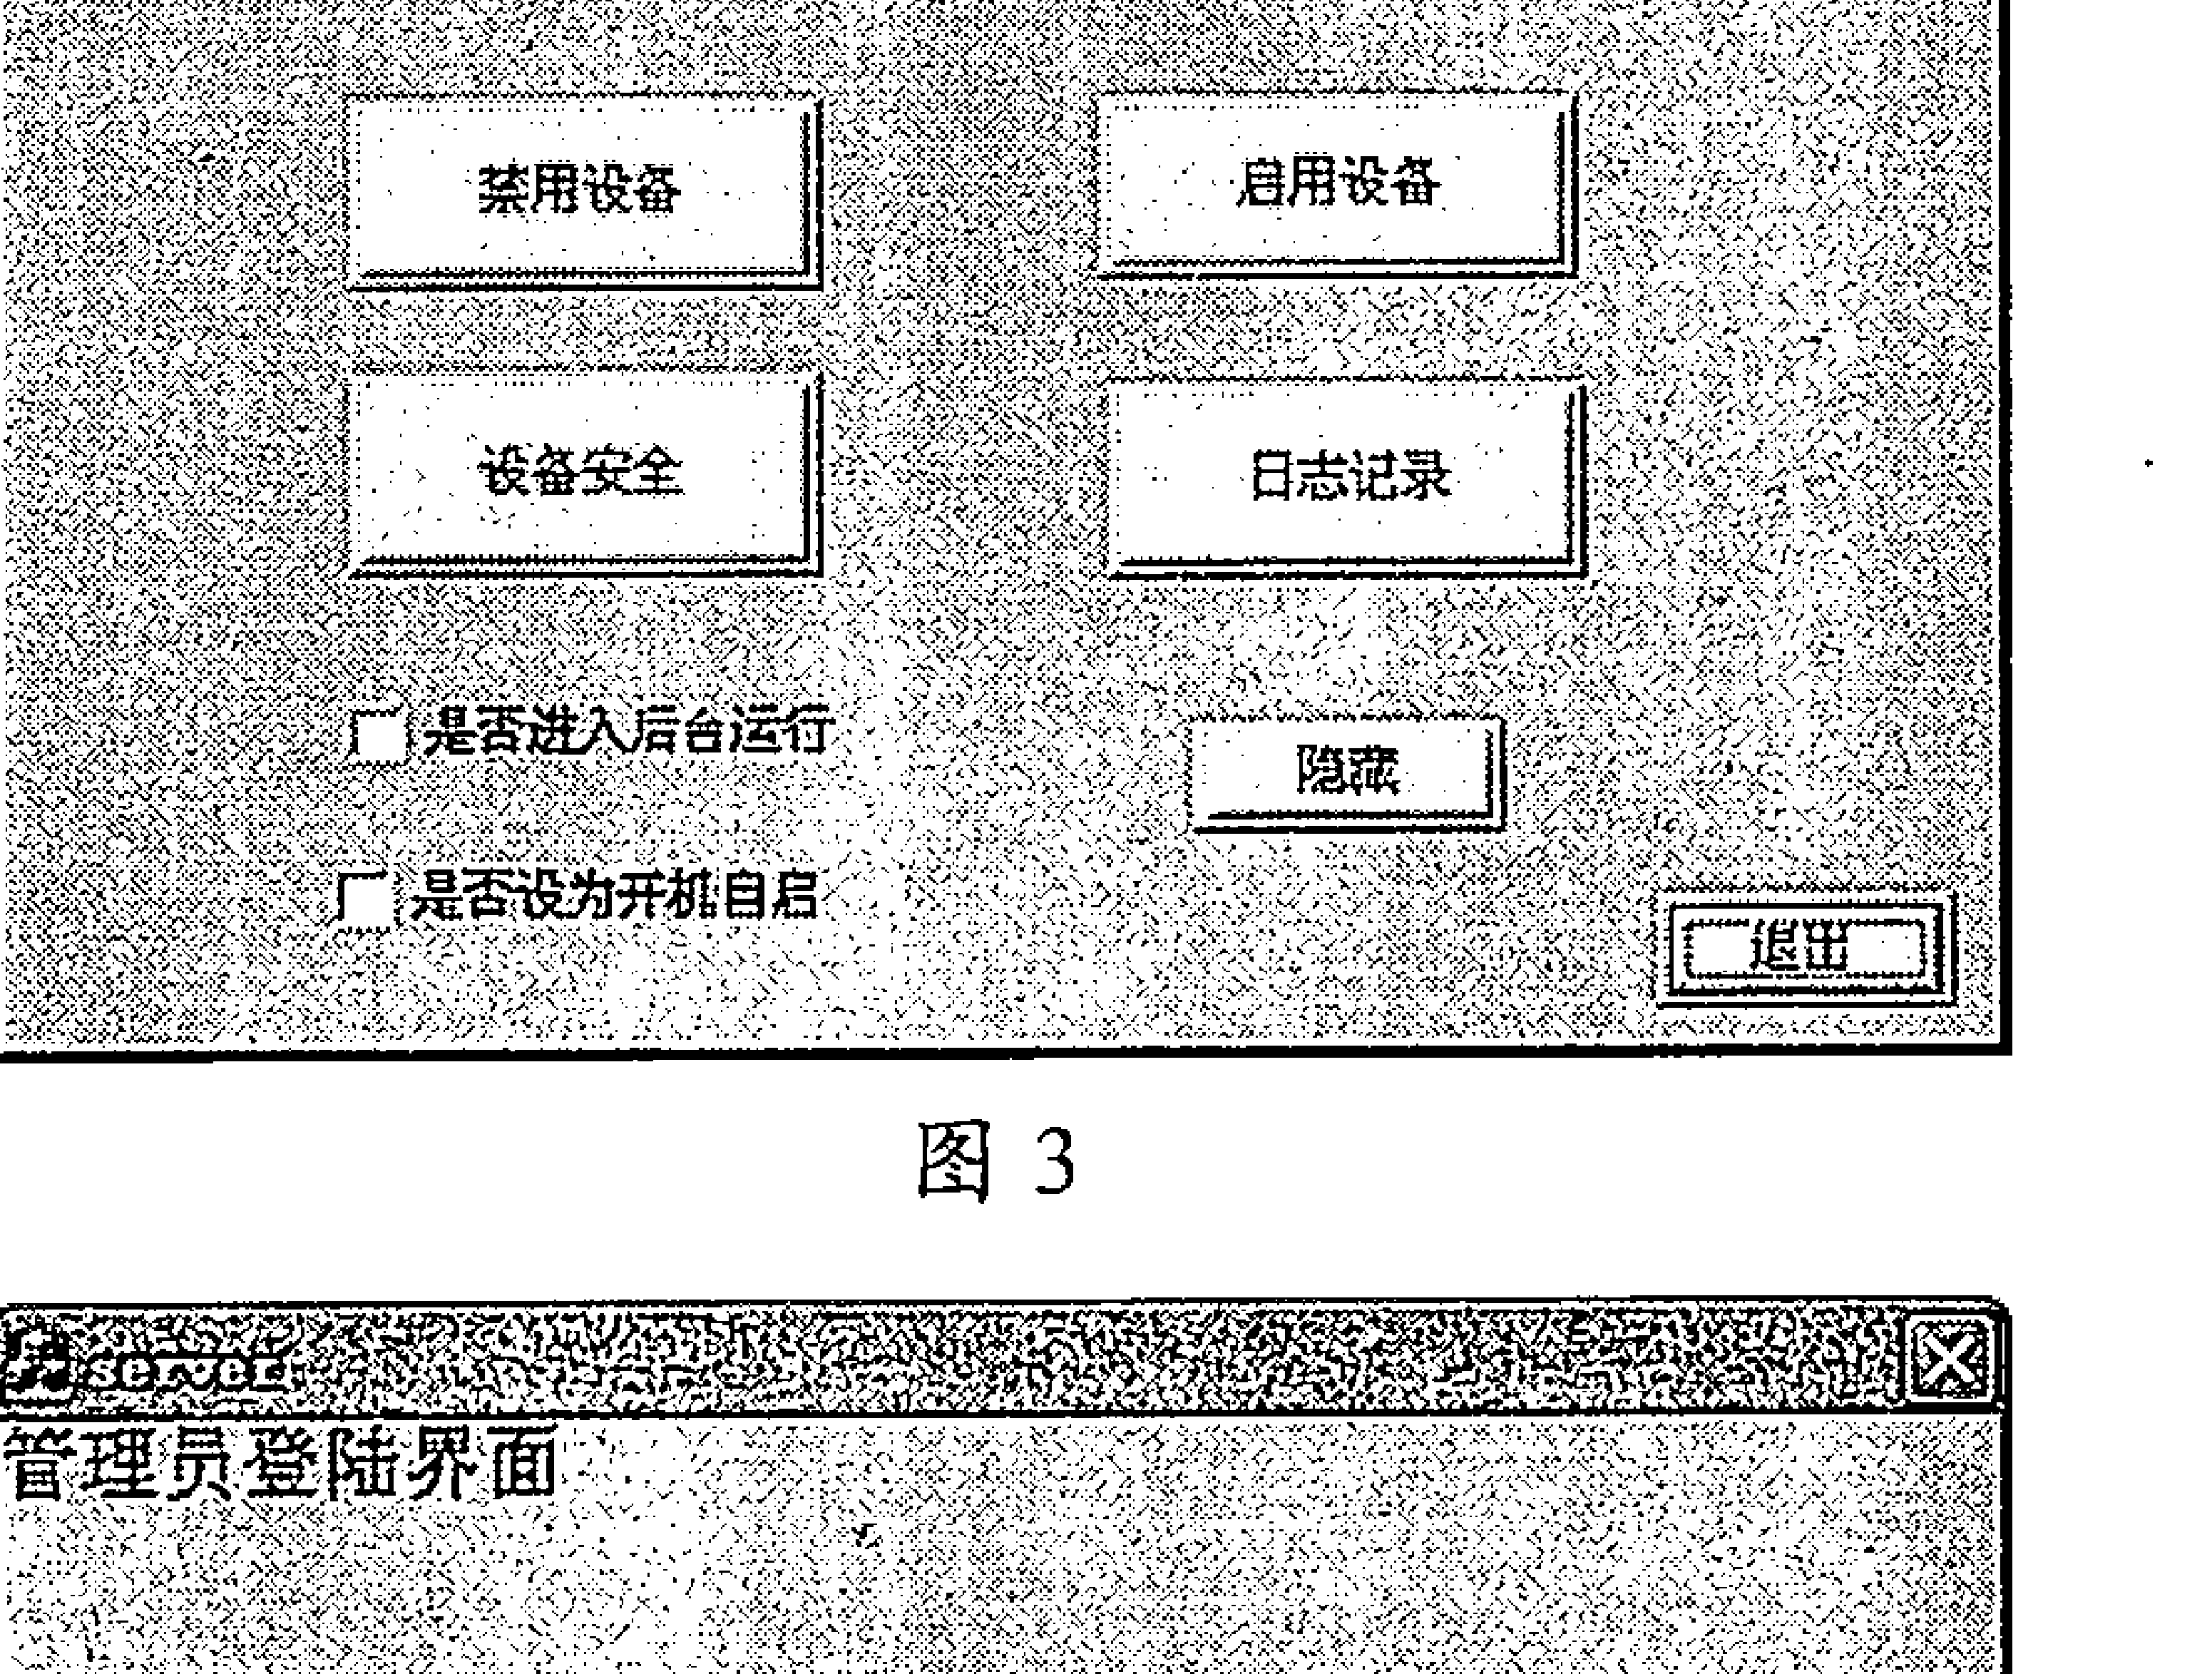 禁用设备 启用设备
设备安全 日志记录
是否进入后台运行
隐藏
是否设为开机自启
退出
图 3
server
管理员登陆界面